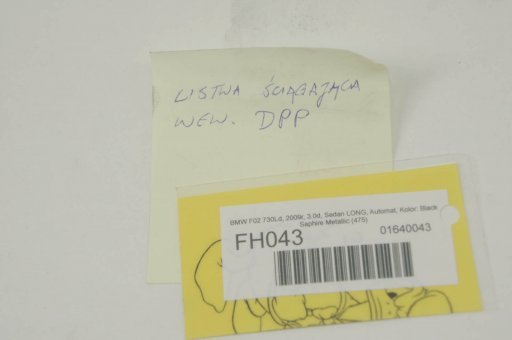 LISTWA ŚCIĄGAJĄCA
WEW. DPP
BMW F02 730Ld, 2009r, 3.0d, Sedan LONG, Automat, Kolor: Black
Saphire Metallic (475)
FH043
01640043